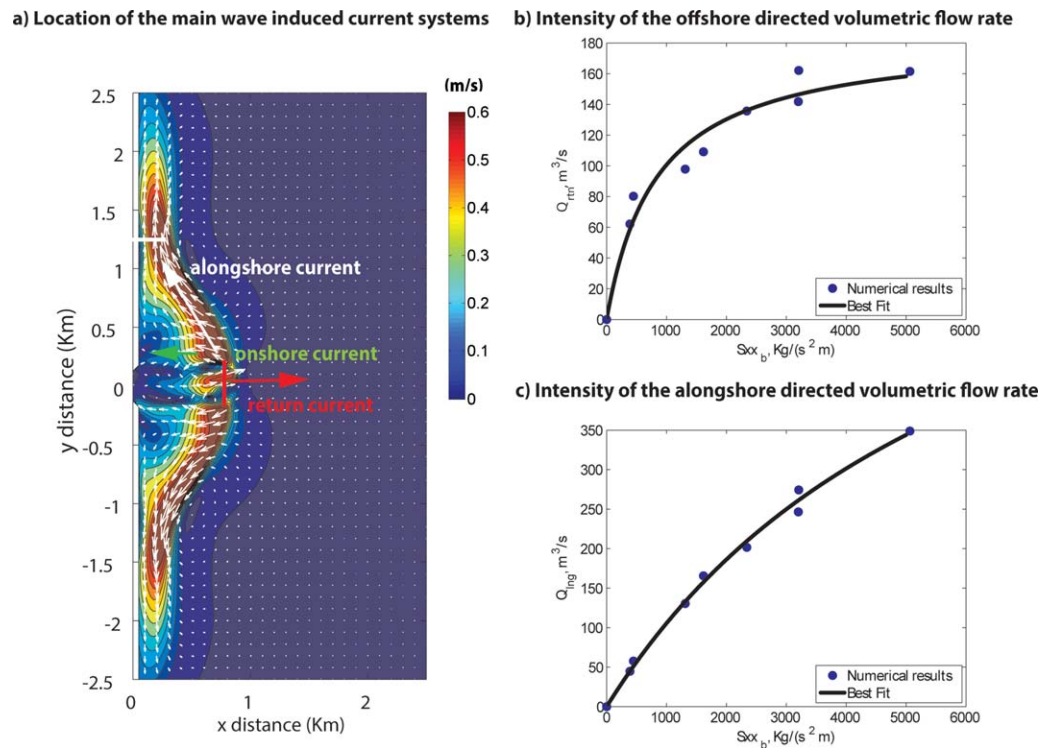 a) Location of the main wave induced current systems
(m/s)
0.6
0.5
0.4
0.3
0.2
0.1
0
2.5
2
1.5
1
0.5
0
-0.5
-1
-1.5
-2
-2.5
y distance (Km)
alongshore current
onshore current
return current
0
1
2
x distance (Km)
b) Intensity of the offshore directed volumetric flow rate
180
160
140
120
100
80
60
40
20
0
Q_rtn, m^3/s
Numerical results
Best Fit
0 1000 2000 3000 4000 5000 6000
Sxx_b, Kg/(s^2 m)
c) Intensity of the alongshore directed volumetric flow rate
350
300
250
200
150
100
50
0
Q_lng, m^3/s
Numerical results
Best Fit
0 1000 2000 3000 4000 5000 6000
Sxx_b, Kg/(s^2 m)